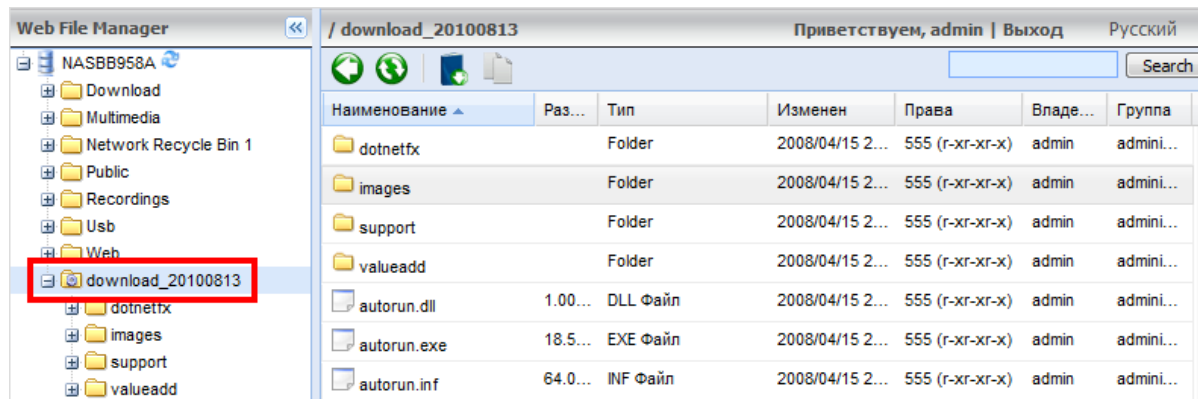 Web File Manager
NASBB958A
Download
Multimedia
Network Recycle Bin 1
Public
Recordings
Usb
Web
download_20100813
dotnetfx
images
support
valueadd
/ download_20100813
Приветствуем, admin | Выход Русский
Search
Наименование Раз... Тип Изменен Права Владе... Группа
dotnetfx Folder 2008/04/15 2... 555 (r-xr-xr-x) admin admini...
images Folder 2008/04/15 2... 555 (r-xr-xr-x) admin admini...
support Folder 2008/04/15 2... 555 (r-xr-xr-x) admin admini...
valueadd Folder 2008/04/15 2... 555 (r-xr-xr-x) admin admini...
autorun.dll 1.00... DLL Файл 2008/04/15 2... 555 (r-xr-xr-x) admin admini...
autorun.exe 18.5... EXE Файл 2008/04/15 2... 555 (r-xr-xr-x) admin admini...
autorun.inf 64.0... INF Файл 2008/04/15 2... 555 (r-xr-xr-x) admin admini...